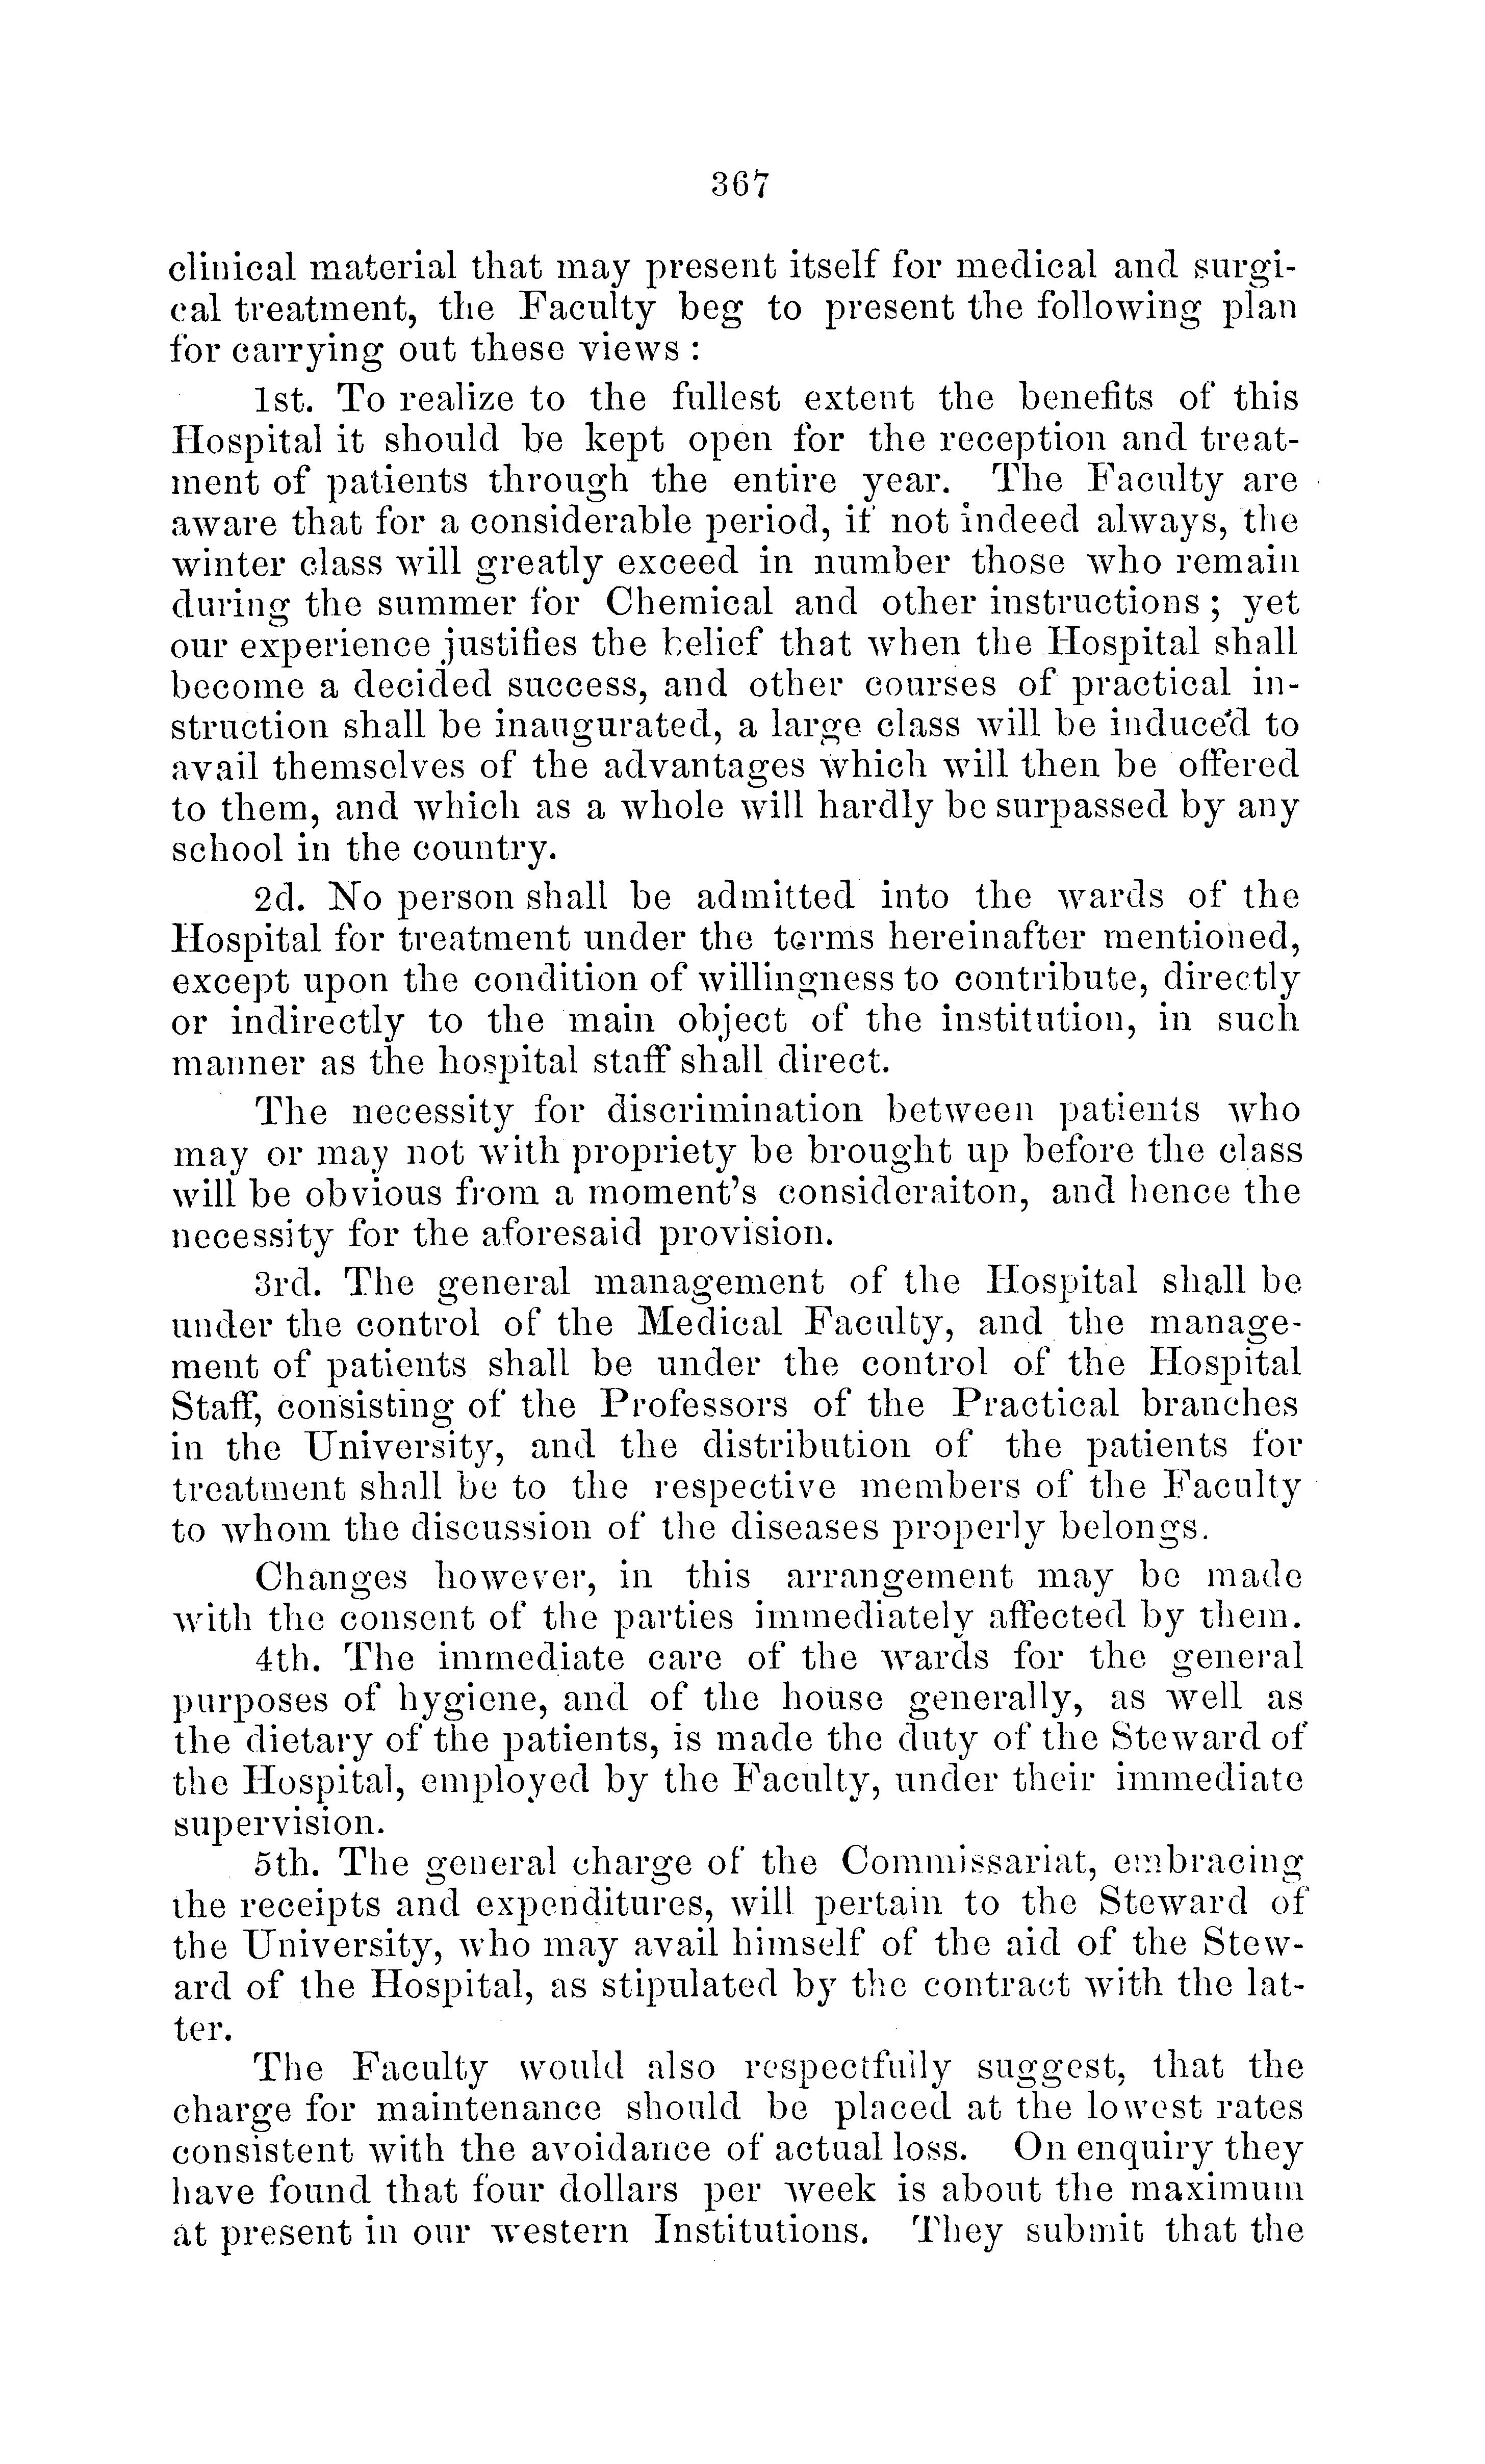 367
clinical material that may present itself for medical and surgi-
cal treatment, the Faculty beg to present the following plan
for carrying out these views :
1st. To realize to the fullest extent the benefits of this
Hospital it should be kept open for the reception and treat-
ment of patients through the entire year. The Faculty are
aware that for a considerable period, if not indeed always, the
winter class will greatly exceed in number those who remain
during the summer for Chemical and other instructions ; yet
our experience justifies the belief that when the Hospital shall
become a decided success, and other courses of practical in-
struction shall be inaugurated, a large class will be induced to
avail themselves of the advantages which will then be offered
to them, and which as a whole will hardly be surpassed by any
school in the country.
2d. No person shall be admitted into the wards of the
Hospital for treatment under the terms hereinafter mentioned,
except upon the condition of willingness to contribute, directly
or indirectly to the main object of the institution, in such
manner as the hospital staff shall direct.
The necessity for discrimination between patients who
may or may not with propriety be brought up before the class
will be obvious from a moment's consideraiton, and hence the
necessity for the aforesaid provision.
3rd. The general management of the Hospital shall be
under the control of the Medical Faculty, and the manage-
ment of patients shall be under the control of the Hospital
Staff, consisting of the Professors of the Practical branches
in the University, and the distribution of the patients for
treatment shall be to the respective members of the Faculty
to whom the discussion of the diseases properly belongs.
Changes however, in this arrangement may be made
with the consent of the parties immediately affected by them.
4th. The immediate care of the wards for the general
purposes of hygiene, and of the house generally, as well as
the dietary of the patients, is made the duty of the Steward of
the Hospital, employed by the Faculty, under their immediate
supervision.
5th. The general charge of the Commissariat, embracing
the receipts and expenditures, will pertain to the Steward of
the University, who may avail himself of the aid of the Stew-
ard of the Hospital, as stipulated by the contract with the lat-
ter.
The Faculty would also respectfully suggest, that the
charge for maintenance should be placed at the lowest rates
consistent with the avoidance of actual loss. On enquiry they
have found that four dollars per week is about the maximum
at present in our western Institutions. They submit that the